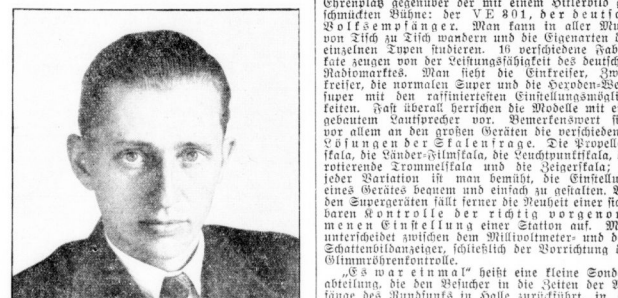 Ehrenplatz gegenüber der mit einem Hitlerbild
schmückten Bühne: der VE 301, der deutsc
Volksempfänger. Man kann in aller Mu
von Tisch zu Tisch wandern und die Eigenarten d
einzelnen Typen studieren. 16 verschiedene Fab
kate zeugen von der Leistungsfähigkeit des deutsch
Radiomarktes. Man sieht die Einkreiser, Zw
kreiser, die normalen Super und die Hexoden-We
super mit den raffiniertesten Einstellungsmöglic
keiten. Fast überall herrschen die Modelle mit e
gebautem Lautsprecher vor. Bemerkenswert si
vor allem an den großen Geräten die verschieden
Lösungen der Skalenfrage. Die Propelle
skala, die Länder-Filmskala, die Leuchtpunktskala,
rotierende Trommelskala und die Zeigerskala;
jeder Variation ist man bemüht, die Einstellu
eines Gerätes bequem und einfach zu gestalten.
den Supergeräten fällt ferner die Neuheit einer sic
baren Kontrolle der richtig vorgenom
menen Einstellung einer Station auf. M
unterscheidet zwischen dem Millivoltmeter- und d
Schattenbildanzeiger, schließlich der Vorrichtung
Glimmröhrenkontrolle.
„Es war einmal" heißt eine kleine Sond
abteilung, die den Besucher in die Zeiten der
fänge des Rundfunks in Halle zurückführt, in